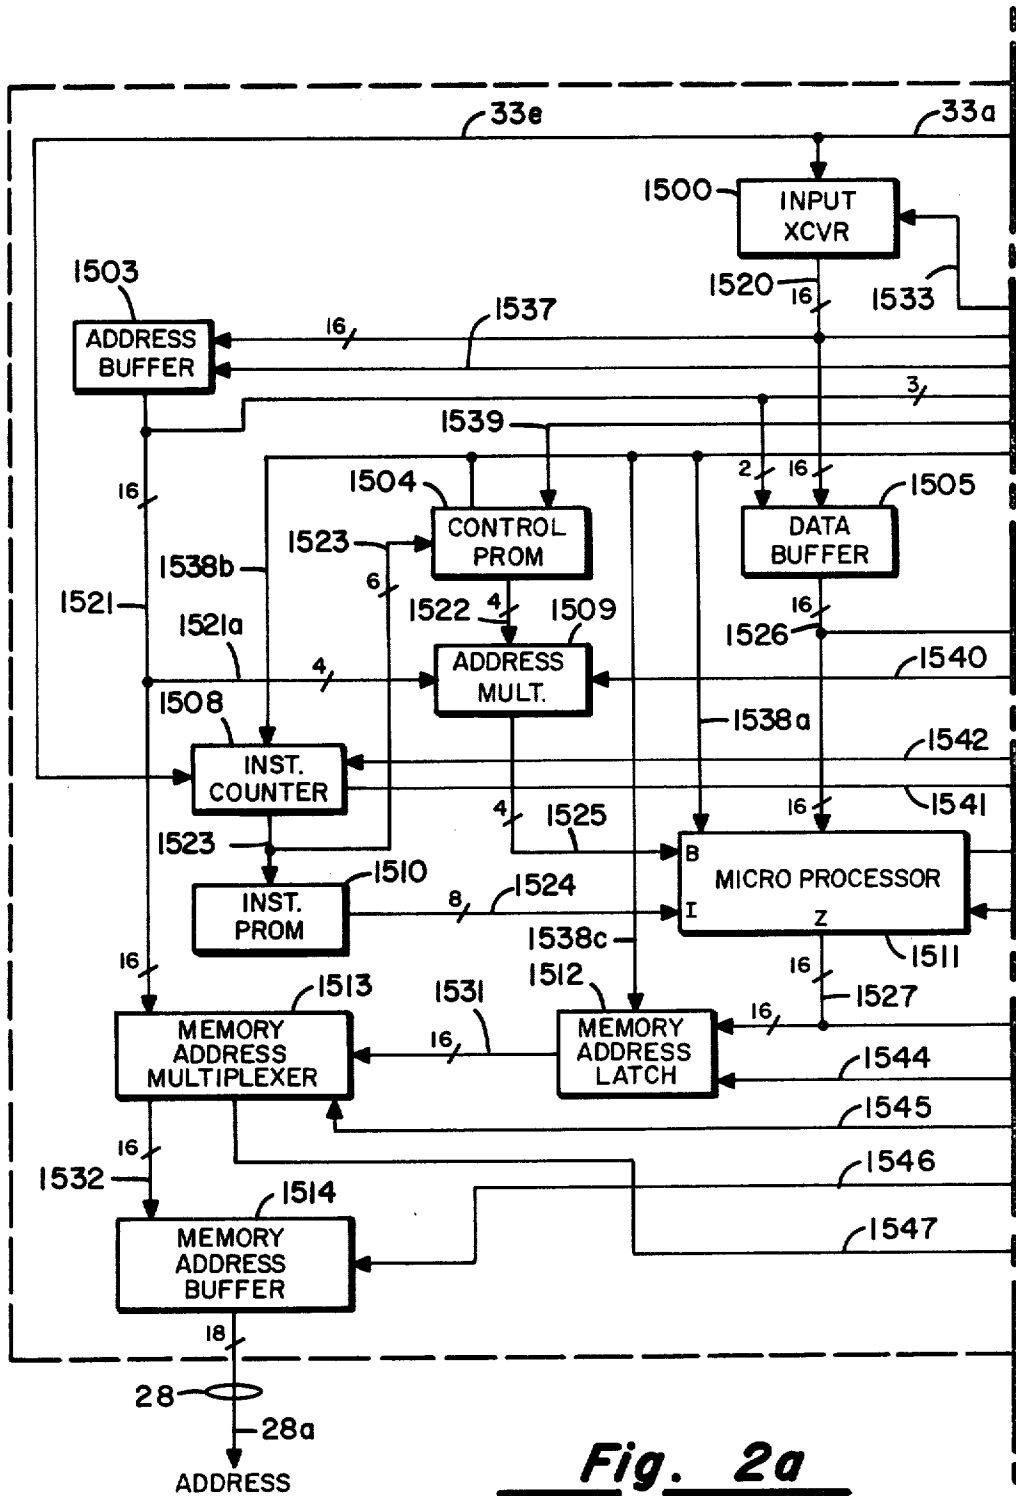 33e
33a
1500
INPUT
XCVR
1520
16
1533
1503
ADDRESS
BUFFER
16
1537
3
1539
2
16
16
1504
CONTROL
PROM
1505
DATA
BUFFER
1523
6
1538b
1521
1521a
4
1522
4
1509
ADDRESS
MULT.
16
1526
1540
1508
INST.
COUNTER
1538a
1542
1541
16
1523
4
1525
1510
INST.
PROM
8
1524
B
MICRO PROCESSOR
I
Z
1511
1538c
16
1513
MEMORY
ADDRESS
MULTIPLEXER
1531
16
1512
MEMORY
ADDRESS
LATCH
16
16
1527
1544
1545
16
1532
1546
1514
MEMORY
ADDRESS
BUFFER
1547
18
28
28a
ADDRESS
Fig. 2a